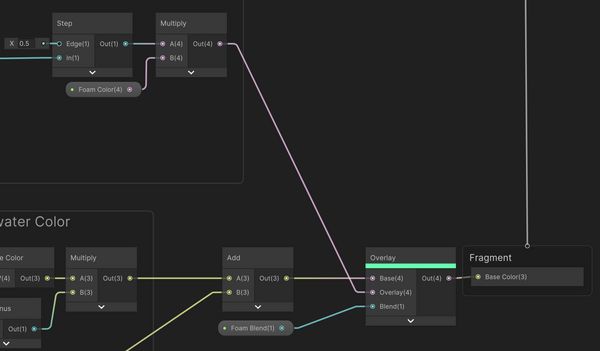 Step
Multiply
X 0.5
Edge(1)
Out(1)
A(4)
Out(4)
In(1)
B(4)
Foam Color(4)
water Color
e Color
Multiply
Add
Overlay
Fragment
(4)
Out(3)
A(3)
Out(3)
A(3)
Out(3)
Base(4)
Out(4)
Base Color(3)
B(3)
B(3)
Overlay(4)
nus
Blend(1)
Out(1)
Foam Blend(1)